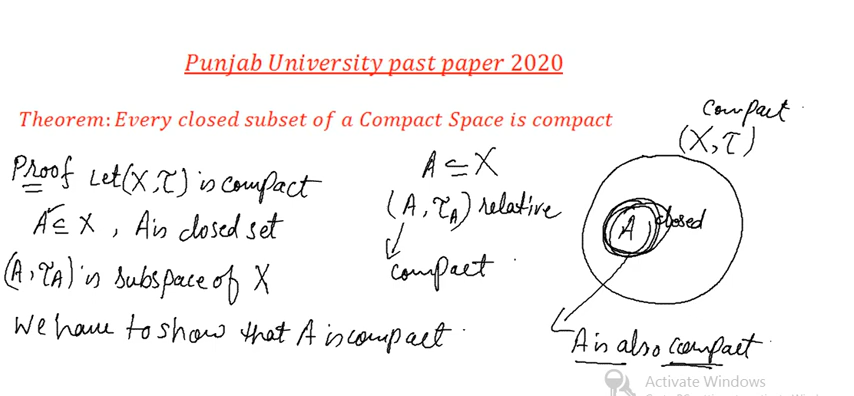 Punjab University past paper 2020
Theorem: Every closed subset of a Compact Space is compact
Proof Let (X, τ) is compact
A ⊆ X, A is closed set
(A, τA) is subspace of X
We have to show that A is compact.
A ⊆ X
(A, τA) relative
compact.
compact.
(X, τ)
A closed
A is also compact.
Activate Windows